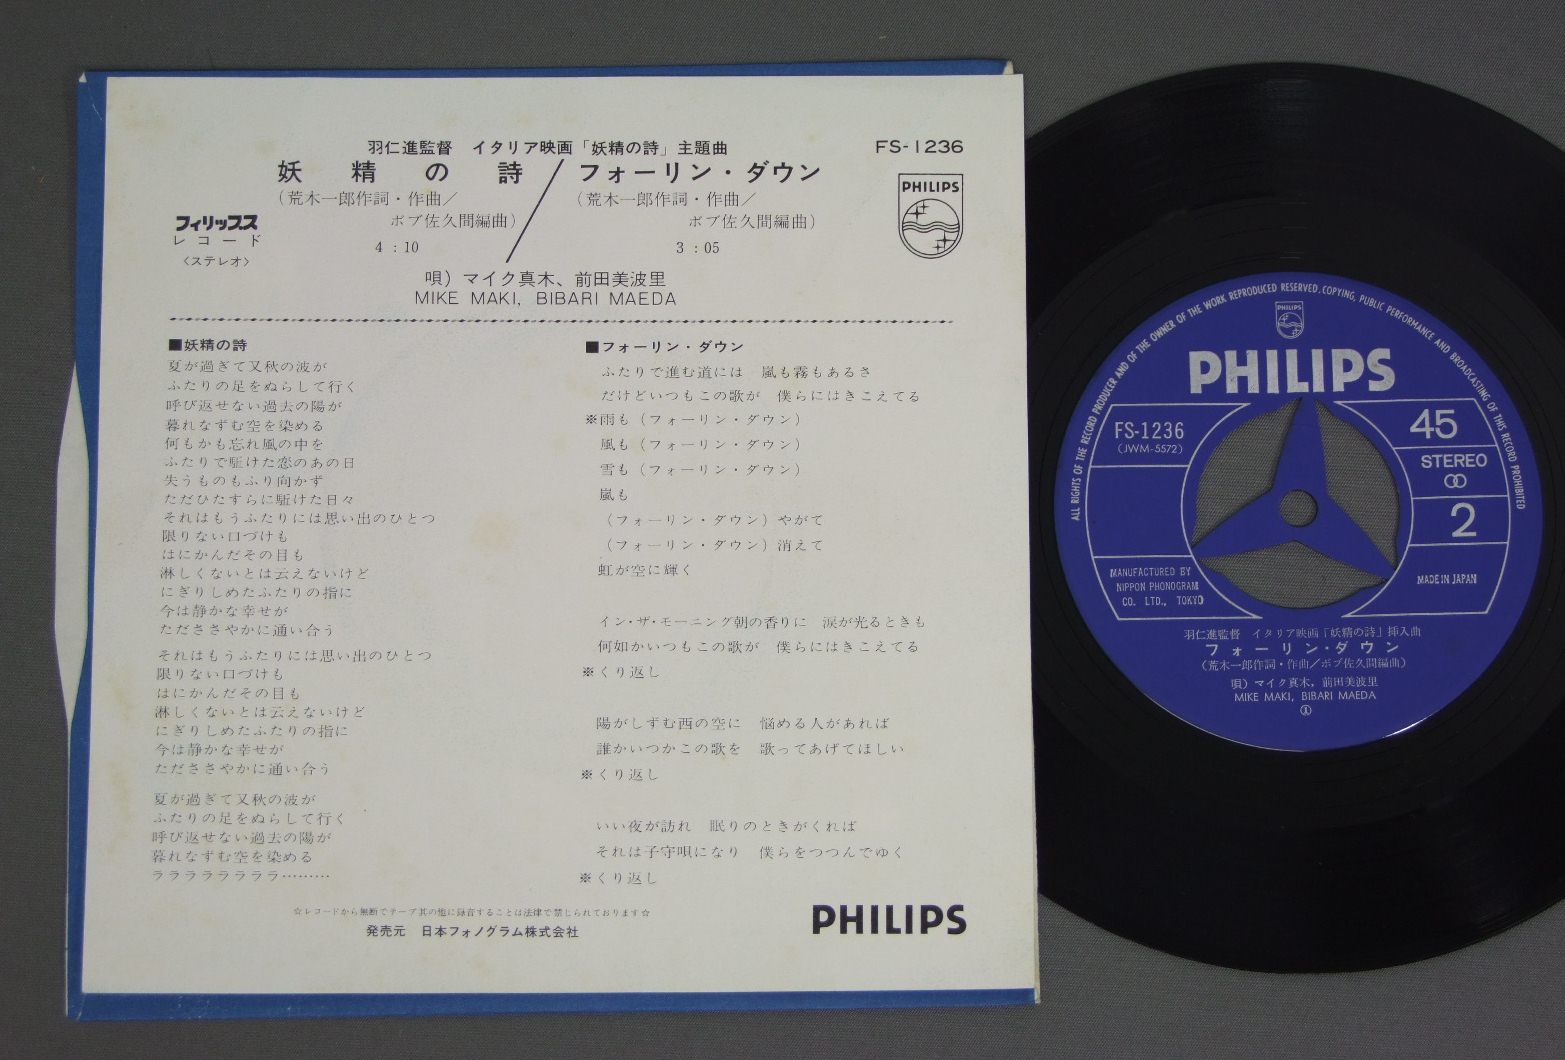 羽仁進監督 イタリア映画「妖精の詩」主題曲
FS-1236
妖精の詩／フォーリン・ダウン
(荒木一郎作詞・作曲／
ボブ佐久間編曲)
4:10
(荒木一郎作詞・作曲／
ボブ佐久間編曲)
3:05
PHILIPS
フィリップス
レコード
〈ステレオ〉
唄) マイク真木、前田美波里
MIKE MAKI, BIBARI MAEDA
■妖精の詩
夏が過ぎて又秋の波が
ふたりの足をぬらして行く
呼び返せない過去の陽が
暮れなずむ空を染める
何もかも忘れ風の中を
ふたりで駈けた恋のあの日
失うものもふり向かず
ただひたすらに駈けた日々
それはもうふたりには思い出のひとつ
限りない口づけも
はにかんだその目も
淋しくないとは云えないけど
にぎりしめたふたりの指に
今は静かな幸せが
たださささやかに通い合う
それはもうふたりには思い出のひとつ
限りない口づけも
はにかんだその目も
淋しくないとは云えないけど
にぎりしめたふたりの指に
今は静かな幸せが
たださささやかに通い合う
夏が過ぎて又秋の波が
ふたりの足をぬらして行く
呼び返せない過去の陽が
暮れなずむ空を染める
ラララララララララ………
■フォーリン・ダウン
ふたりで進む道には 嵐も霧もあるさ
だけどいつもこの歌が 僕らにはきこえてる
※雨も(フォーリン・ダウン)
風も(フォーリン・ダウン)
雪も(フォーリン・ダウン)
嵐も
(フォーリン・ダウン)やがて
(フォーリン・ダウン)消えて
虹が空に輝く
イン・ザ・モーニング朝の香りに 涙が光るときも
何如かいつもこの歌が 僕らにはきこえてる
※くり返し
陽がしずむ西の空に 悩める人があれば
誰かいつかこの歌を 歌ってあげてほしい
※くり返し
いい夜が訪れ 眠りのときがくれば
それは子守唄になり 僕らをつつんでゆく
※くり返し
☆レコードから無断でテープ其の他に録音することは法律で禁じられております☆
発売元 日本フォノグラム株式会社
PHILIPS
ALL RIGHTS OF THE RECORD PRODUCER AND OF THE OWNER OF THE WORK REPRODUCED RESERVED. COPYING, PUBLIC PERFORMANCE AND BROADCASTING OF THIS RECORD PROHIBITED
PHILIPS
PHILIPS
FS-1236
(JWM-5572)
45
STEREO
2
MANUFACTURED BY
NIPPON PHONOGRAM
CO. LTD., TOKYO
MADE IN JAPAN
羽仁進監督 イタリア映画「妖精の詩」挿入曲
フォーリン・ダウン
(荒木一郎作詞・作曲／ボブ佐久間編曲)
唄) マイク真木, 前田美波里
MIKE MAKI, BIBARI MAEDA
①